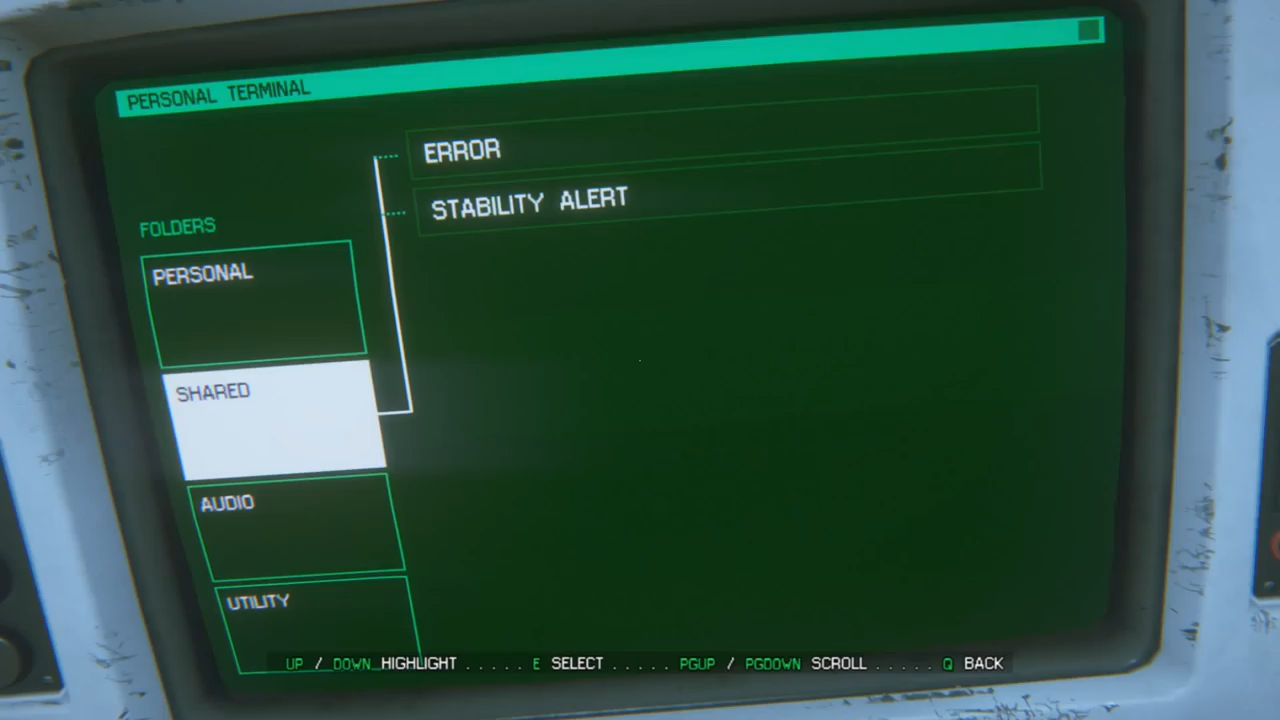 PERSONAL TERMINAL
FOLDERS
PERSONAL
SHARED
AUDIO
UTILITY
ERROR
STABILITY ALERT
UP / DOWN HIGHLIGHT ..... E SELECT ..... PGUP / PGDOWN SCROLL ..... Q BACK